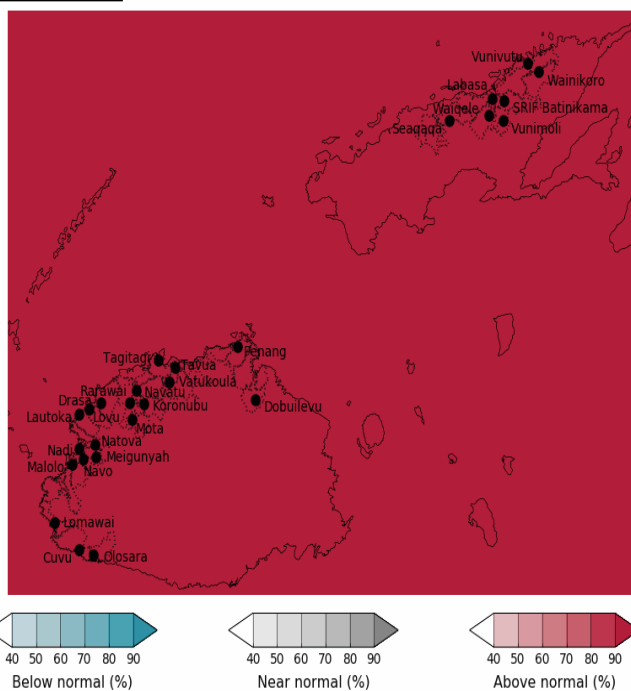 Vunivutu
Wainikoro
Labasa
Waiqele
SRIF Batinikama
Seaqaqa
Vunimoli
Penang
Tagitagi
Tavua
Vatukoula
Rarawai
Navatu
Drasa
Koronubu
Dobuilevu
Lautoka
Lovu
Mota
Natova
Nadi
Meigunyah
Malolo
Navo
Lomawai
Cuvu
Olosara
40 50 60 70 80 90
40 50 60 70 80 90
40 50 60 70 80 90
Below normal (%)
Near normal (%)
Above normal (%)